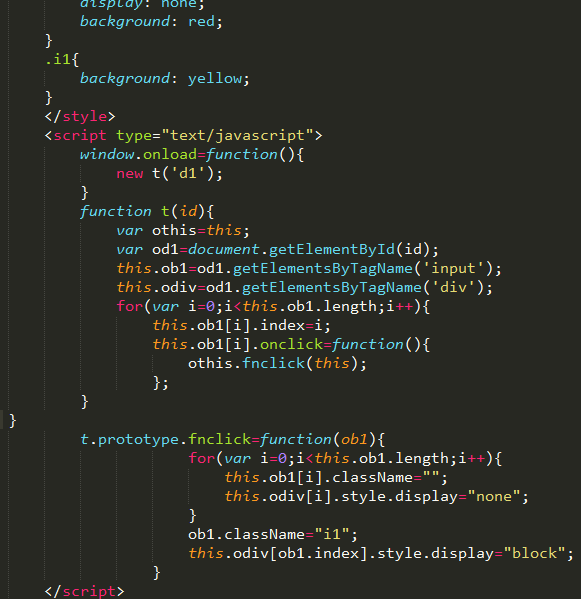 display: none;
background: red;
}
.i1{
background: yellow;
}
</style>
<script type="text/javascript">
window.onload=function(){
new t('d1');
}
function t(id){
var othis=this;
var od1=document.getElementById(id);
this.ob1=od1.getElementsByTagName('input');
this.odiv=od1.getElementsByTagName('div');
for(var i=0;i<this.ob1.length;i++){
this.ob1[i].index=i;
this.ob1[i].onclick=function(){
othis.fnclick(this);
};
}
}
t.prototype.fnclick=function(ob1){
for(var i=0;i<this.ob1.length;i++){
this.ob1[i].className="";
this.odiv[i].style.display="none";
}
ob1.className="i1";
this.odiv[ob1.index].style.display="block";
}
</script>